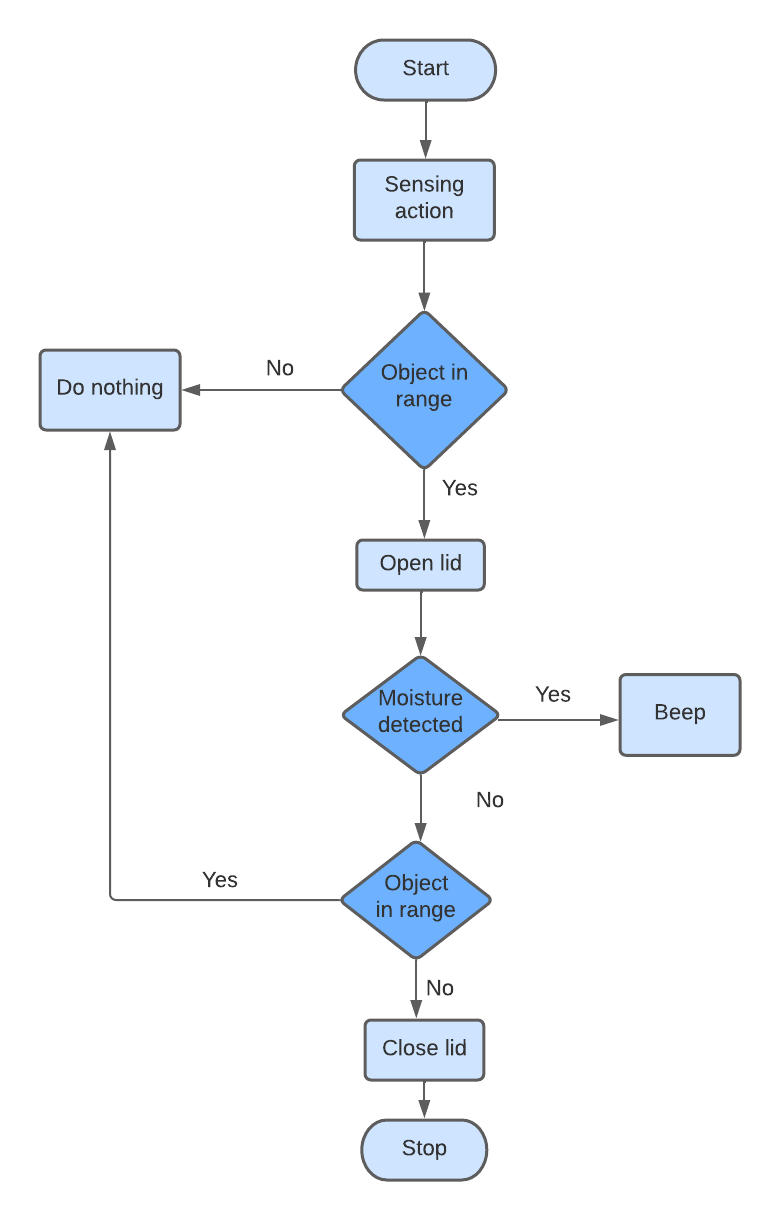 Start
Sensing
action
Object in
range
No
Do nothing
Yes
Open lid
Moisture
detected
Yes
Beep
No
Object
in range
Yes
No
Close lid
Stop